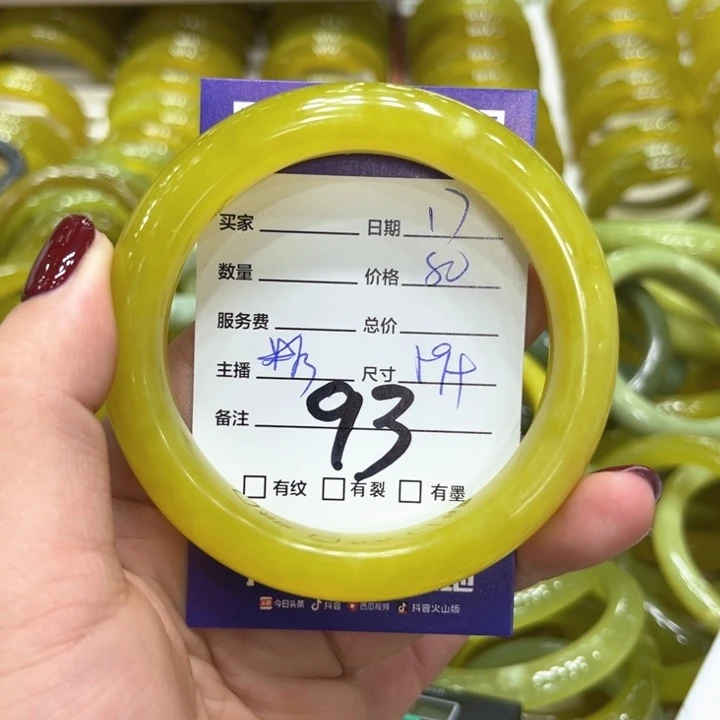 买家 日期 17
数量 价格 80
服务费 总价
主播 尺寸
备注 93
有纹 有裂 有墨
今日头条 抖音 西瓜视频 抖音火山版